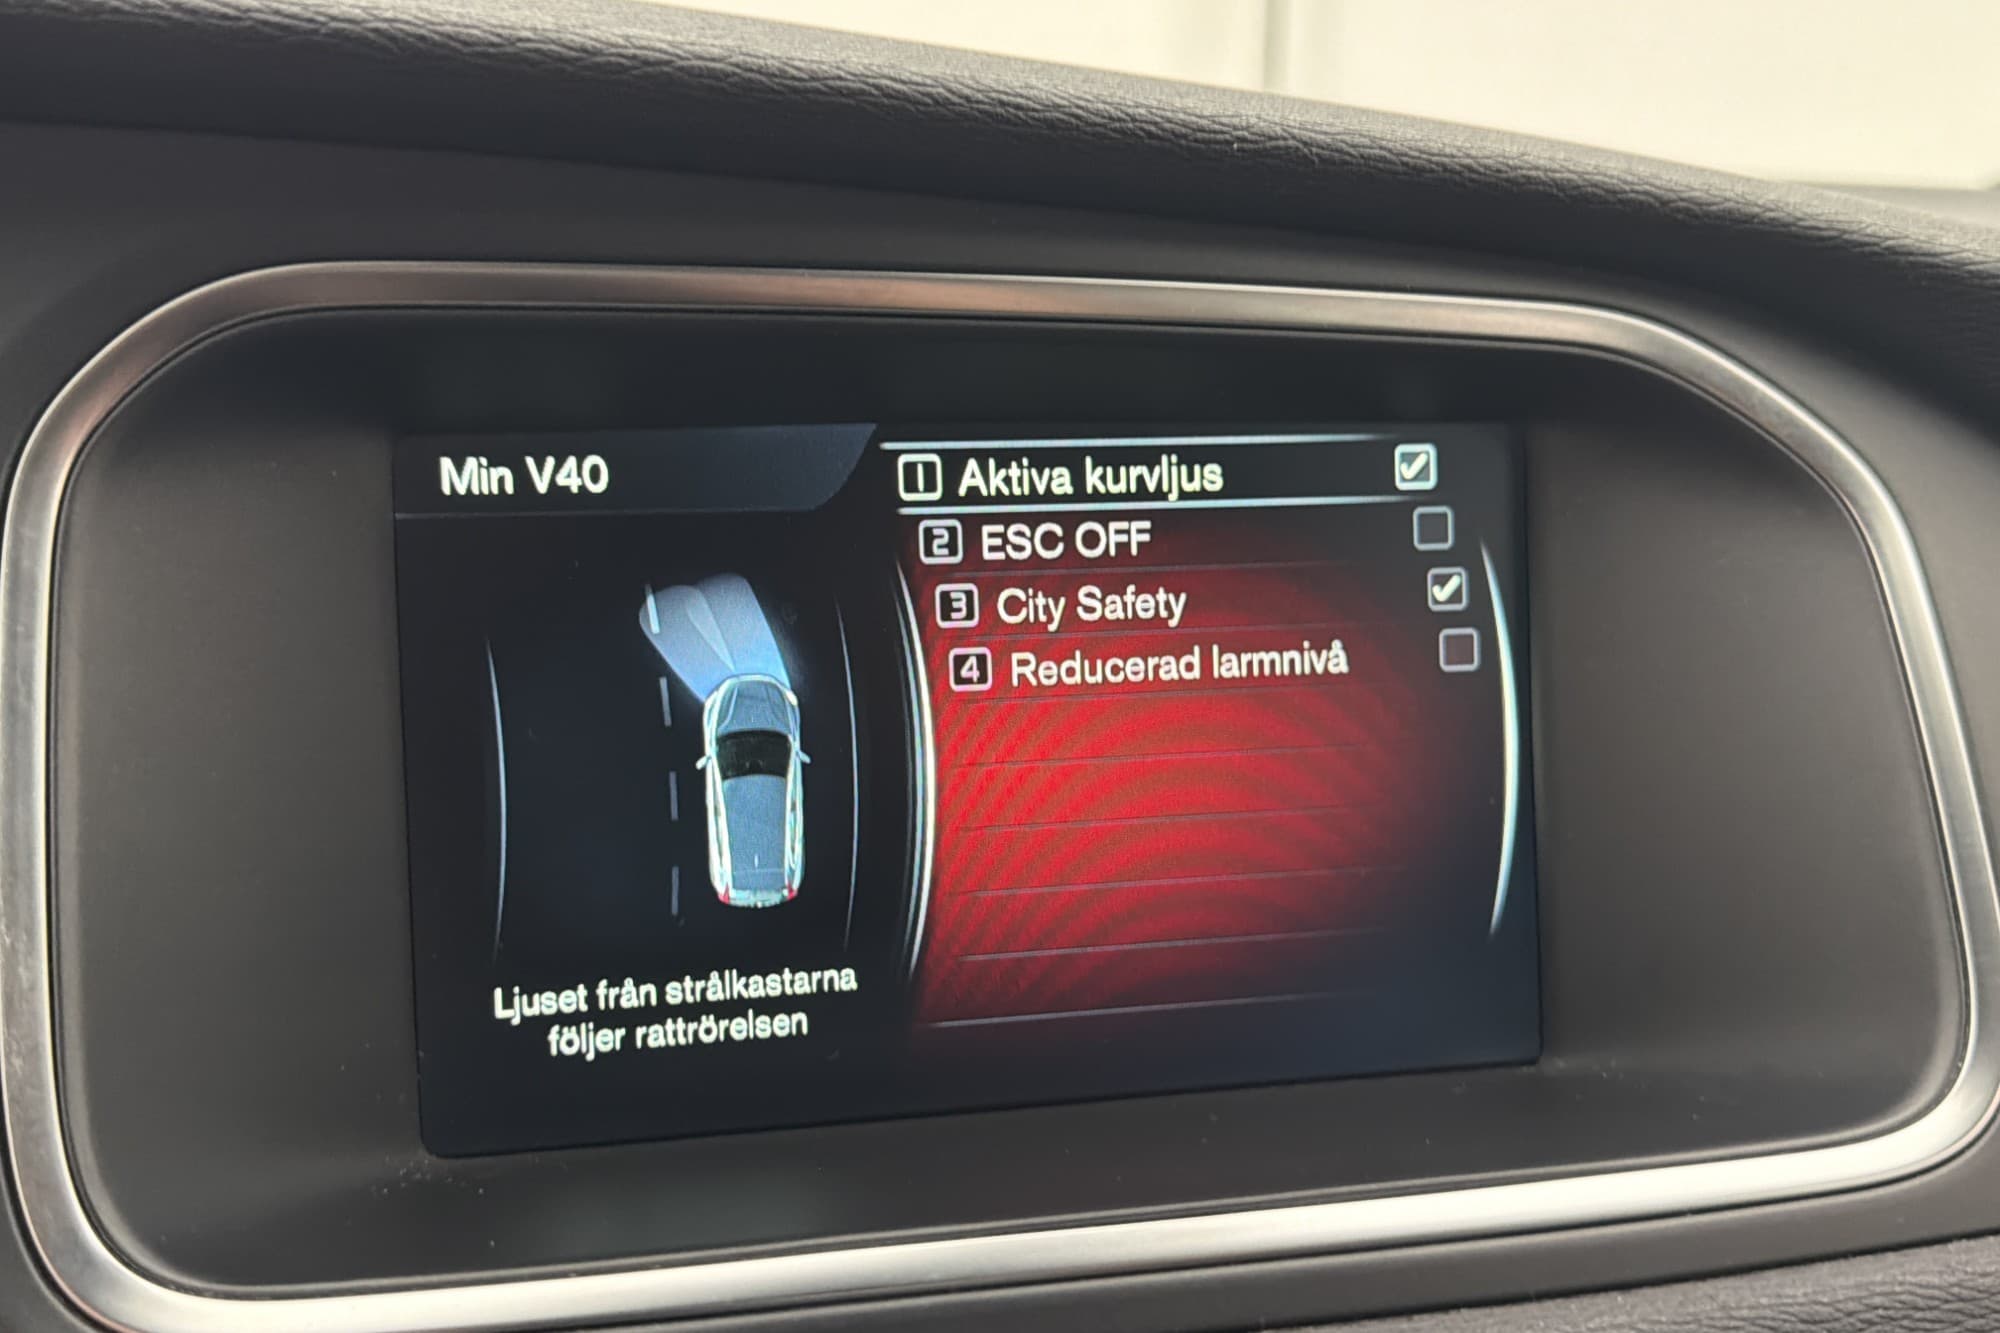 Min V40
1 Aktiva kurvljus
2 ESC OFF
3 City Safety
4 Reducerad larmnivå
Ljuset från strålkastarna
följer rattrörelsen